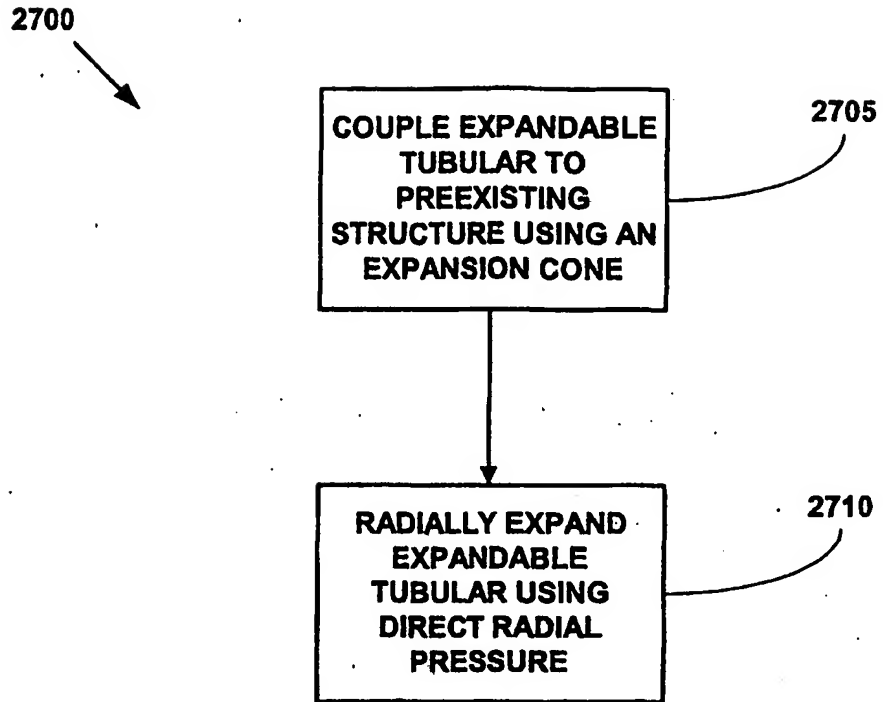 2700
COUPLE EXPANDABLE
TUBULAR TO
PREEXISTING
STRUCTURE USING AN
EXPANSION CONE
2705
RADIALLY EXPAND
EXPANDABLE
TUBULAR USING
DIRECT RADIAL
PRESSURE
2710